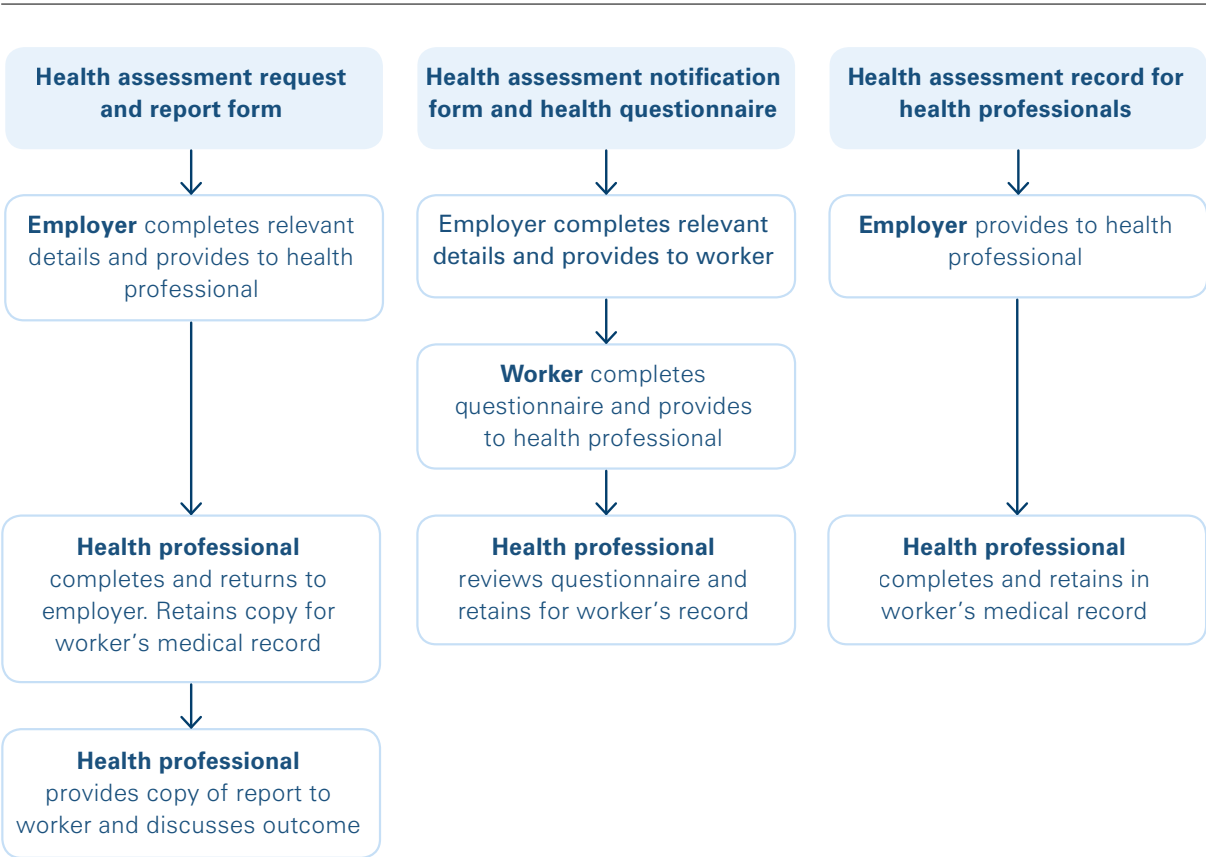 Health assessment request
and report form
Employer completes relevant
details and provides to health
professional
Health professional
completes and returns to
employer. Retains copy for
worker’s medical record
Health professional
provides copy of report to
worker and discusses outcome
Health assessment notification
form and health questionnaire
Employer completes relevant
details and provides to worker
Worker completes
questionnaire and provides
to health professional
Health professional
reviews questionnaire and
retains for worker’s record
Health assessment record for
health professionals
Employer provides to health
professional
Health professional
completes and retains in
worker’s medical record